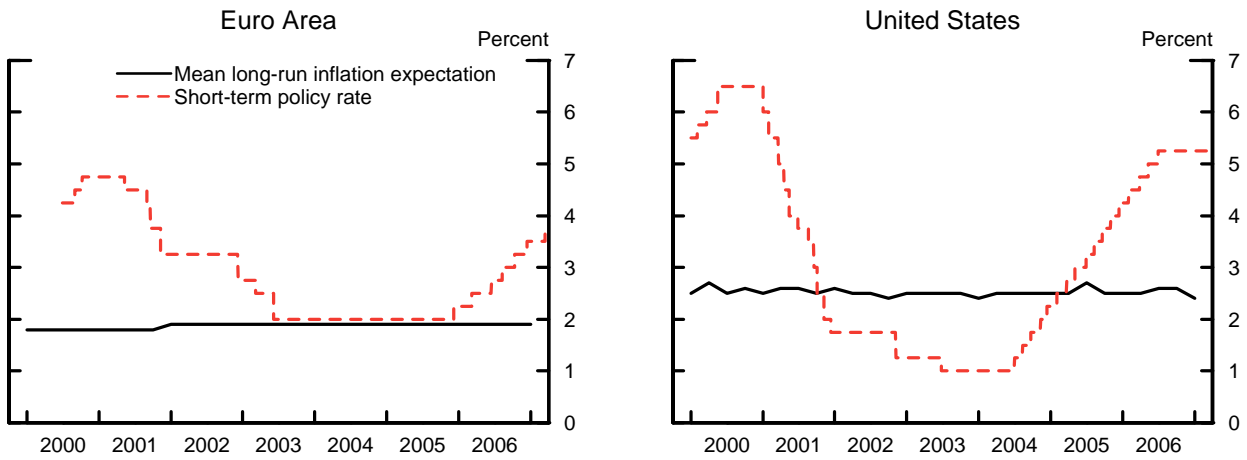 Euro Area
Percent
Mean long-run inflation expectation
Short-term policy rate
7
6
5
4
3
2
1
0
2000 2001 2002 2003 2004 2005 2006
United States
Percent
7
6
5
4
3
2
1
0
2000 2001 2002 2003 2004 2005 2006